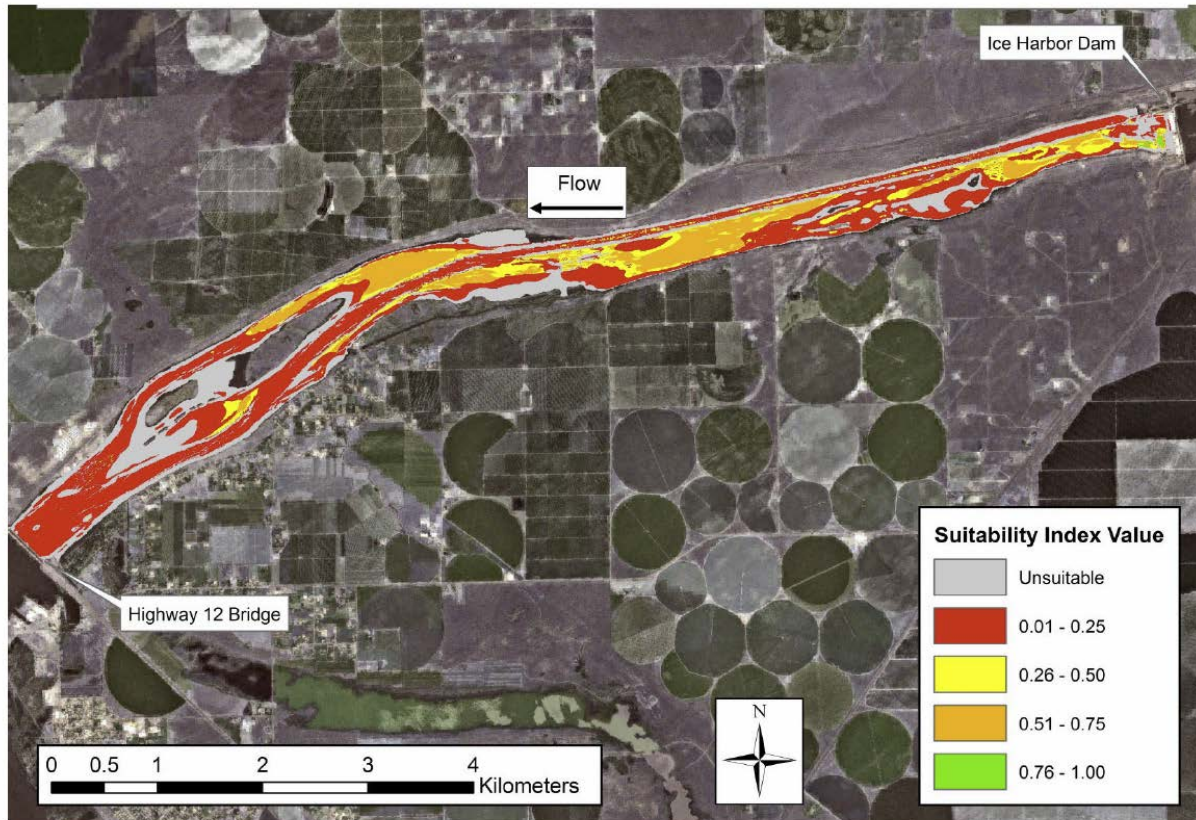 Ice Harbor Dam
Flow
Highway 12 Bridge
Suitability Index Value
Unsuitable
0.01 - 0.25
0.26 - 0.50
0.51 - 0.75
0.76 - 1.00
N
0 0.5 1 2 3 4
Kilometers